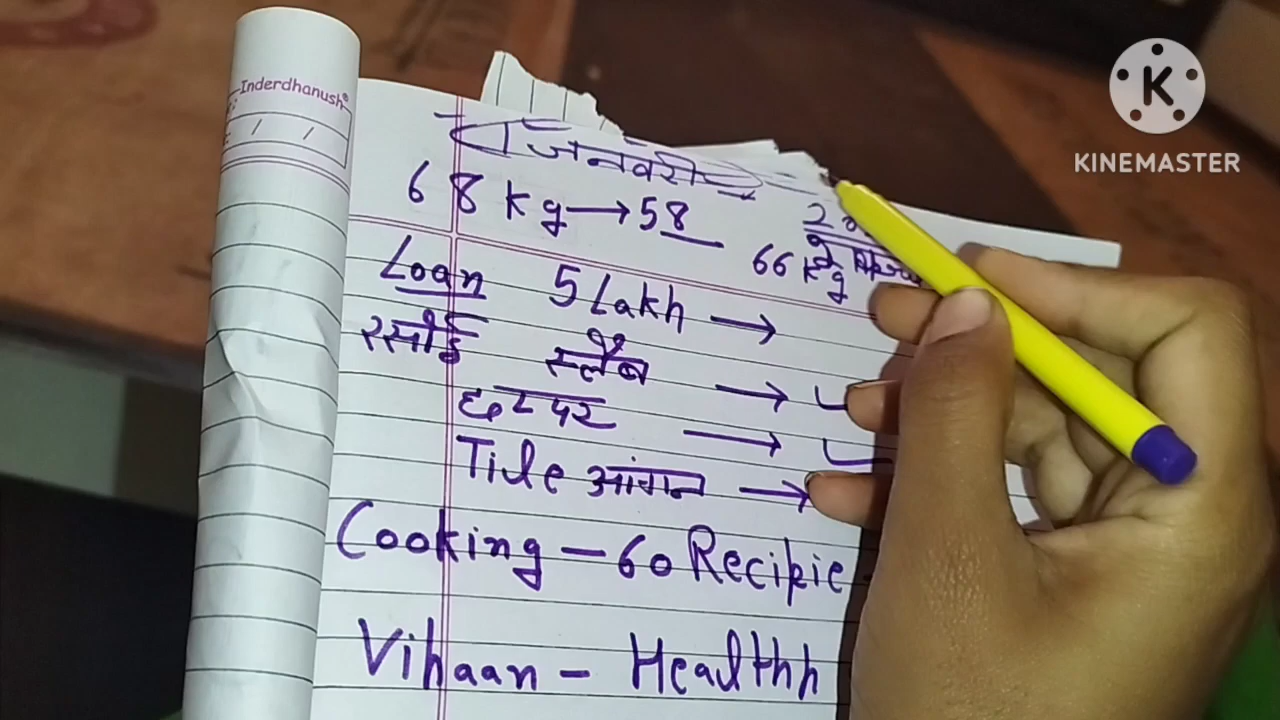 Inderdhanush®
/ /
KINEMASTER
जनवरी
68 kg → 58
66 kg
Loan 5 Lakh →
रसोई स्लैब →
छत पर →
Tile आंगन →
Cooking – 60 Recipie
Vihaan – Healthh